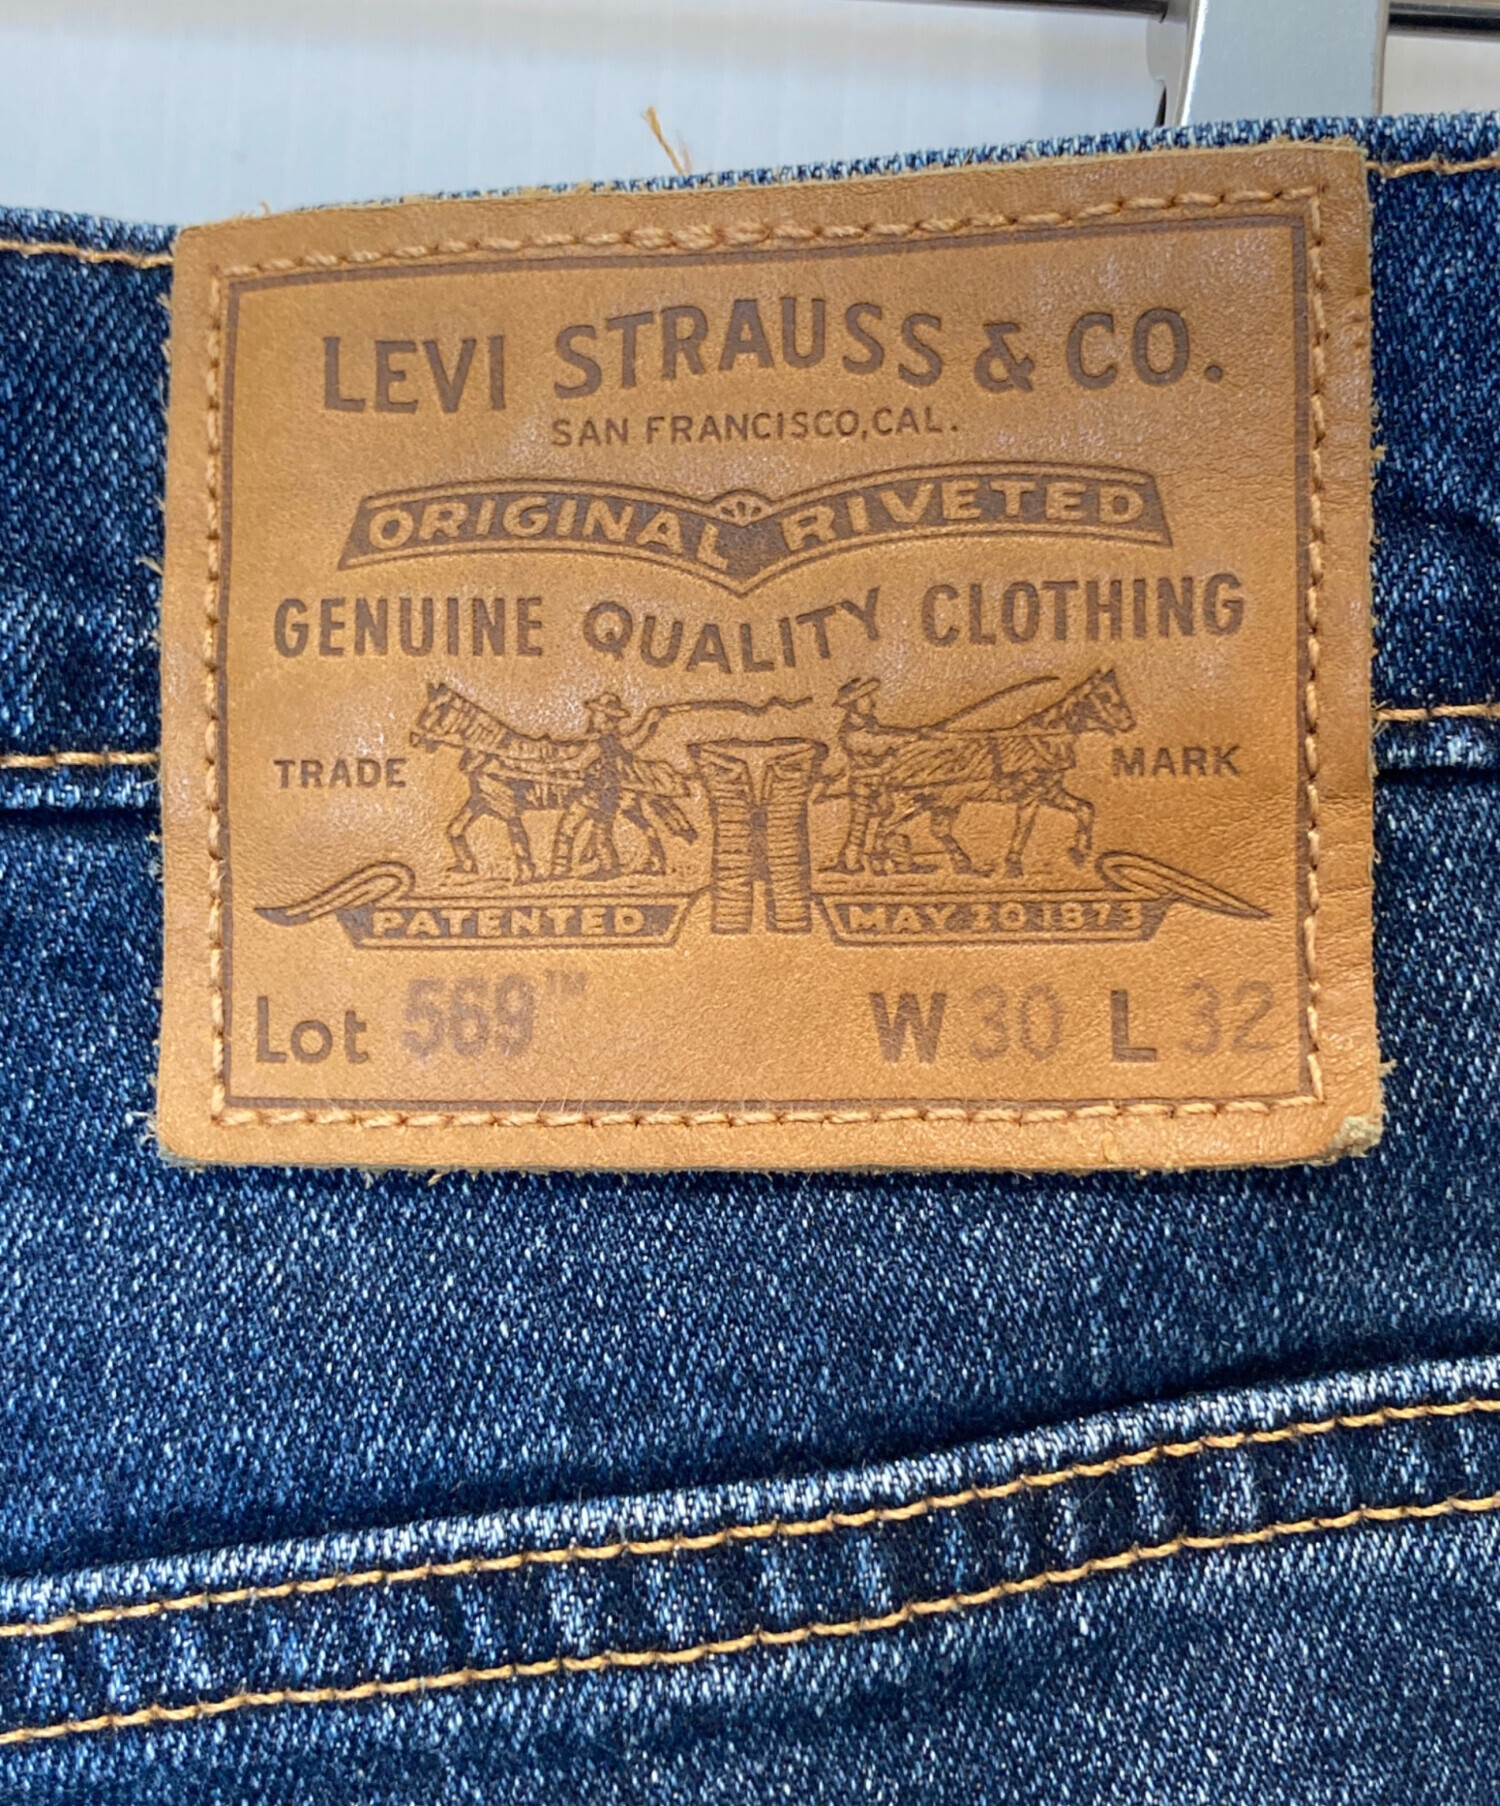 LEVI STRAUSS & CO.
SAN FRANCISCO,CAL.
ORIGINAL RIVETED
GENUINE QUALITY CLOTHING
TRADE MARK
PATENTED MAY 20 1873
Lot 569™ W 30 L 32